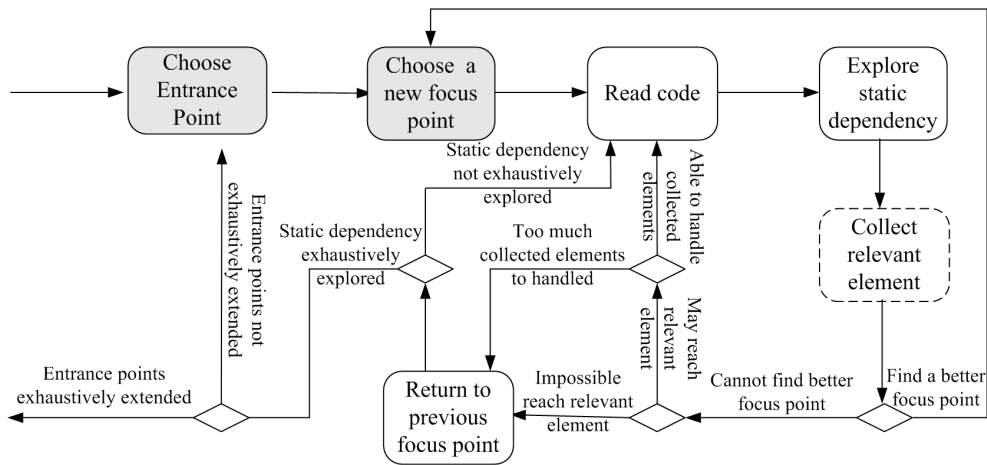 Choose
Entrance
Point
Choose a
new focus
point
Read code
Explore
static
dependency
Static dependency
not exhaustively
explored
Able to handle
collected
elements
Entrance points not
exhaustively extended
Static dependency
exhaustively
explored
Too much
collected elements
to handled
Collect
relevant
element
May reach
relevant
element
Entrance points
exhaustively extended
Return to
previous
focus point
Impossible
reach relevant
element
Cannot find better
focus point
Find a better
focus point